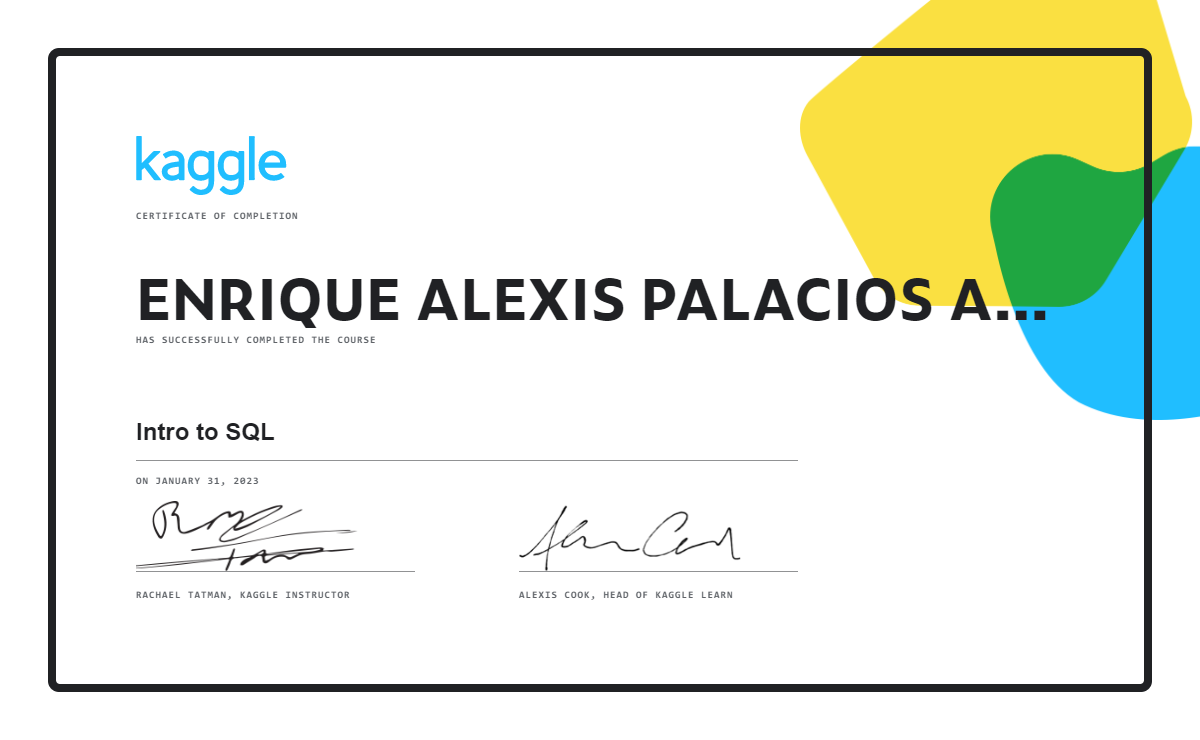 kaggle
CERTIFICATE OF COMPLETION
ENRIQUE ALEXIS PALACIOS A...
HAS SUCCESSFULLY COMPLETED THE COURSE
Intro to SQL
ON JANUARY 31, 2023
RACHAEL TATMAN, KAGGLE INSTRUCTOR
ALEXIS COOK, HEAD OF KAGGLE LEARN